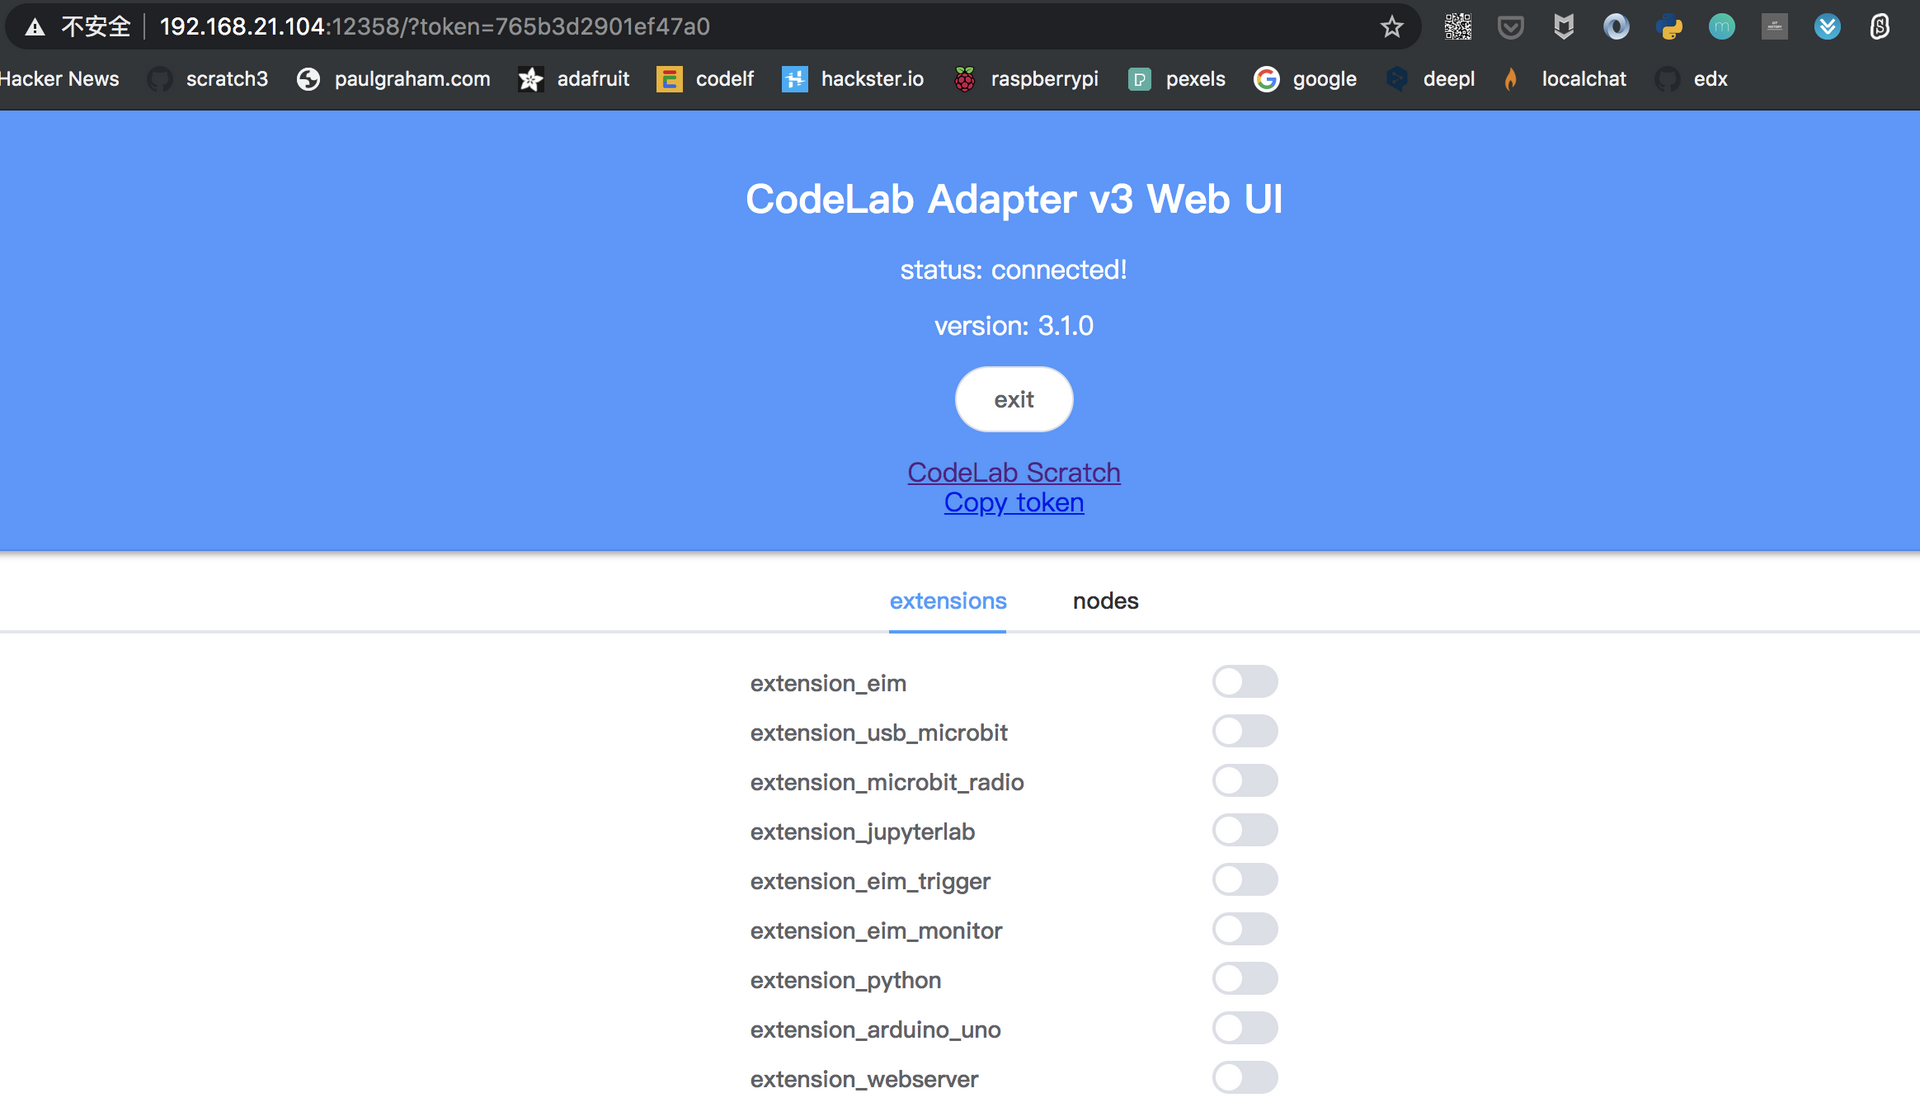 不安全 192.168.21.104:12358/?token=765b3d2901ef47a0
Hacker News scratch3 paulgraham.com adafruit codelf hackster.io raspberrypi pexels google deepl localchat edx
CodeLab Adapter v3 Web UI
status: connected!
version: 3.1.0
exit
CodeLab Scratch
Copy token
extensions nodes
extension_eim
extension_usb_microbit
extension_microbit_radio
extension_jupyterlab
extension_eim_trigger
extension_eim_monitor
extension_python
extension_arduino_uno
extension_webserver